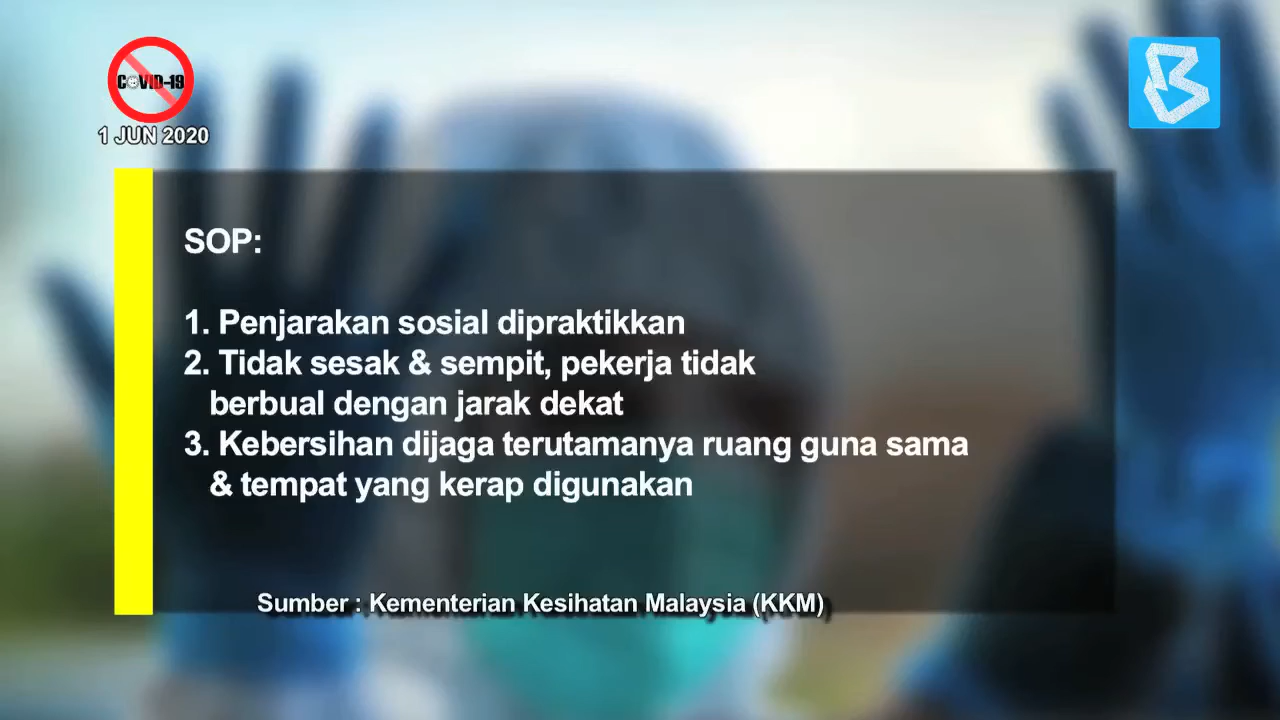 COVID-19
1 JUN 2020
SOP:
1. Penjarakan sosial dipraktikkan
2. Tidak sesak & sempit, pekerja tidak
berbual dengan jarak dekat
3. Kebersihan dijaga terutamanya ruang guna sama
& tempat yang kerap digunakan
Sumber : Kementerian Kesihatan Malaysia (KKM)